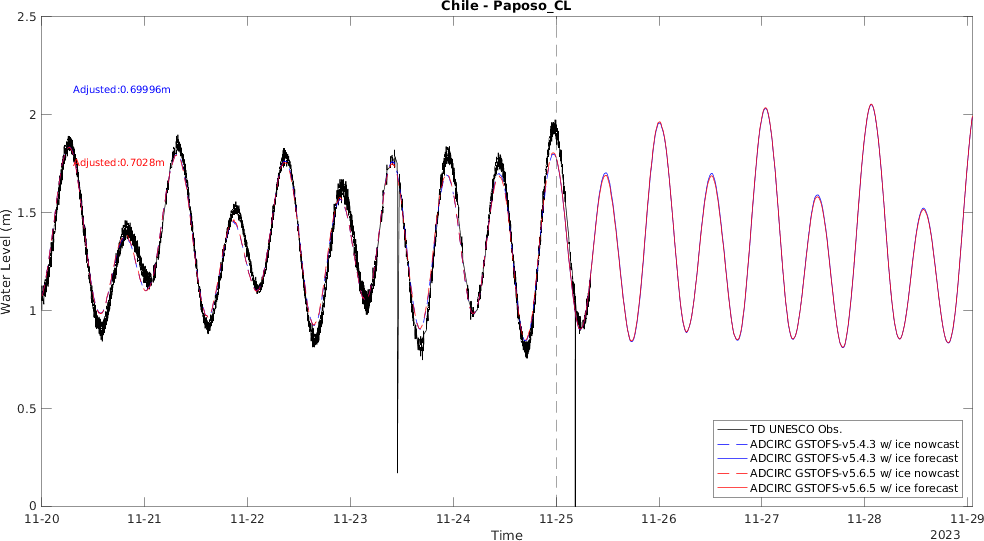 Chile - Paposo_CL
2.5
2
1.5
1
0.5
0
Water Level (m)
Adjusted:0.69996m
Adjusted:0.7028m
TD UNESCO Obs.
ADCIRC GSTOFS-v5.4.3 w/ ice nowcast
ADCIRC GSTOFS-v5.4.3 w/ ice forecast
ADCIRC GSTOFS-v5.6.5 w/ ice nowcast
ADCIRC GSTOFS-v5.6.5 w/ ice forecast
11-20 11-21 11-22 11-23 11-24 11-25 11-26 11-27 11-28 11-29
Time
2023